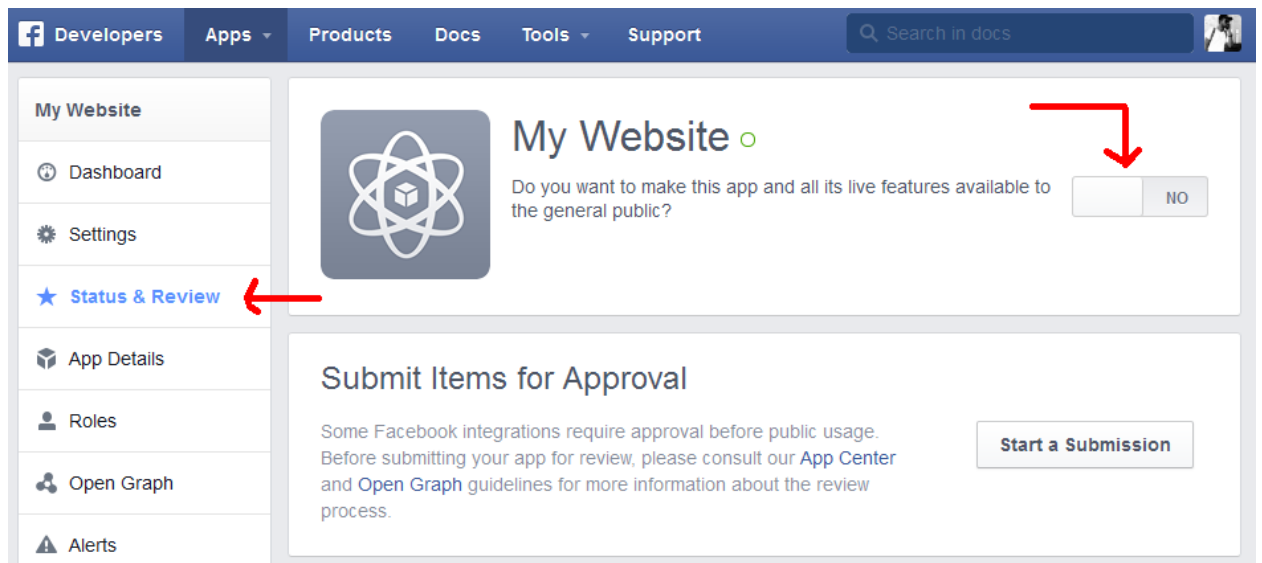 Developers Apps Products Docs Tools Support Search in docs
My Website
Dashboard
Settings
Status & Review
App Details
Roles
Open Graph
Alerts
My Website
Do you want to make this app and all its live features available to
the general public?
NO
Submit Items for Approval
Some Facebook integrations require approval before public usage.
Before submitting your app for review, please consult our App Center
and Open Graph guidelines for more information about the review
process.
Start a Submission